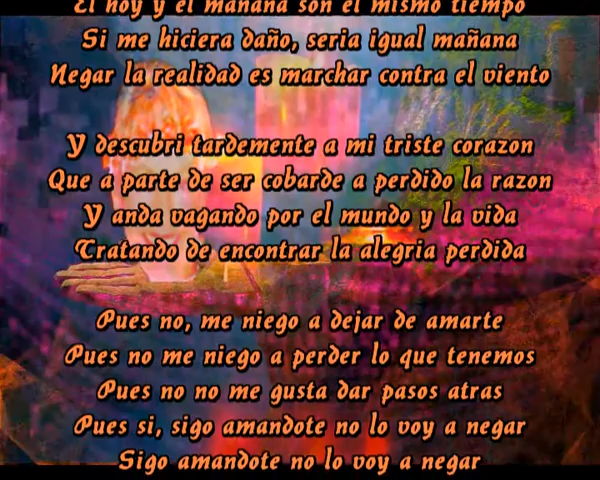 El hoy y el mañana son el mismo tiempo
Si me hiciera daño, seria igual mañana
Negar la realidad es marchar contra el viento
Y descubri tardemente a mi triste corazon
Que a parte de ser cobarde a perdido la razon
Y anda vagando por el mundo y la vida
Tratando de encontrar la alegria perdida
Pues no, me niego a dejar de amarte
Pues no me niego a perder lo que tenemos
Pues no no me gusta dar pasos atras
Pues si, sigo amandote no lo voy a negar
Sigo amandote no lo voy a negar